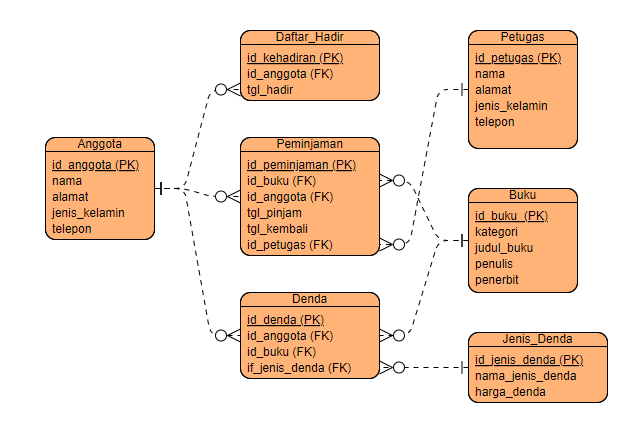 Daftar_Hadir
id_kehadiran (PK)
id_anggota (FK)
tgl_hadir
Petugas
id_petugas (PK)
nama
alamat
jenis_kelamin
telepon
Anggota
id_anggota (PK)
nama
alamat
jenis_kelamin
telepon
Peminjaman
id_peminjaman (PK)
id_buku (FK)
id_anggota (FK)
tgl_pinjam
tgl_kembali
id_petugas (FK)
Buku
id_buku (PK)
kategori
judul_buku
penulis
penerbit
Denda
id_denda (PK)
id_anggota (FK)
id_buku (FK)
if_jenis_denda (FK)
Jenis_Denda
id_jenis_denda (PK)
nama_jenis_denda
harga_denda